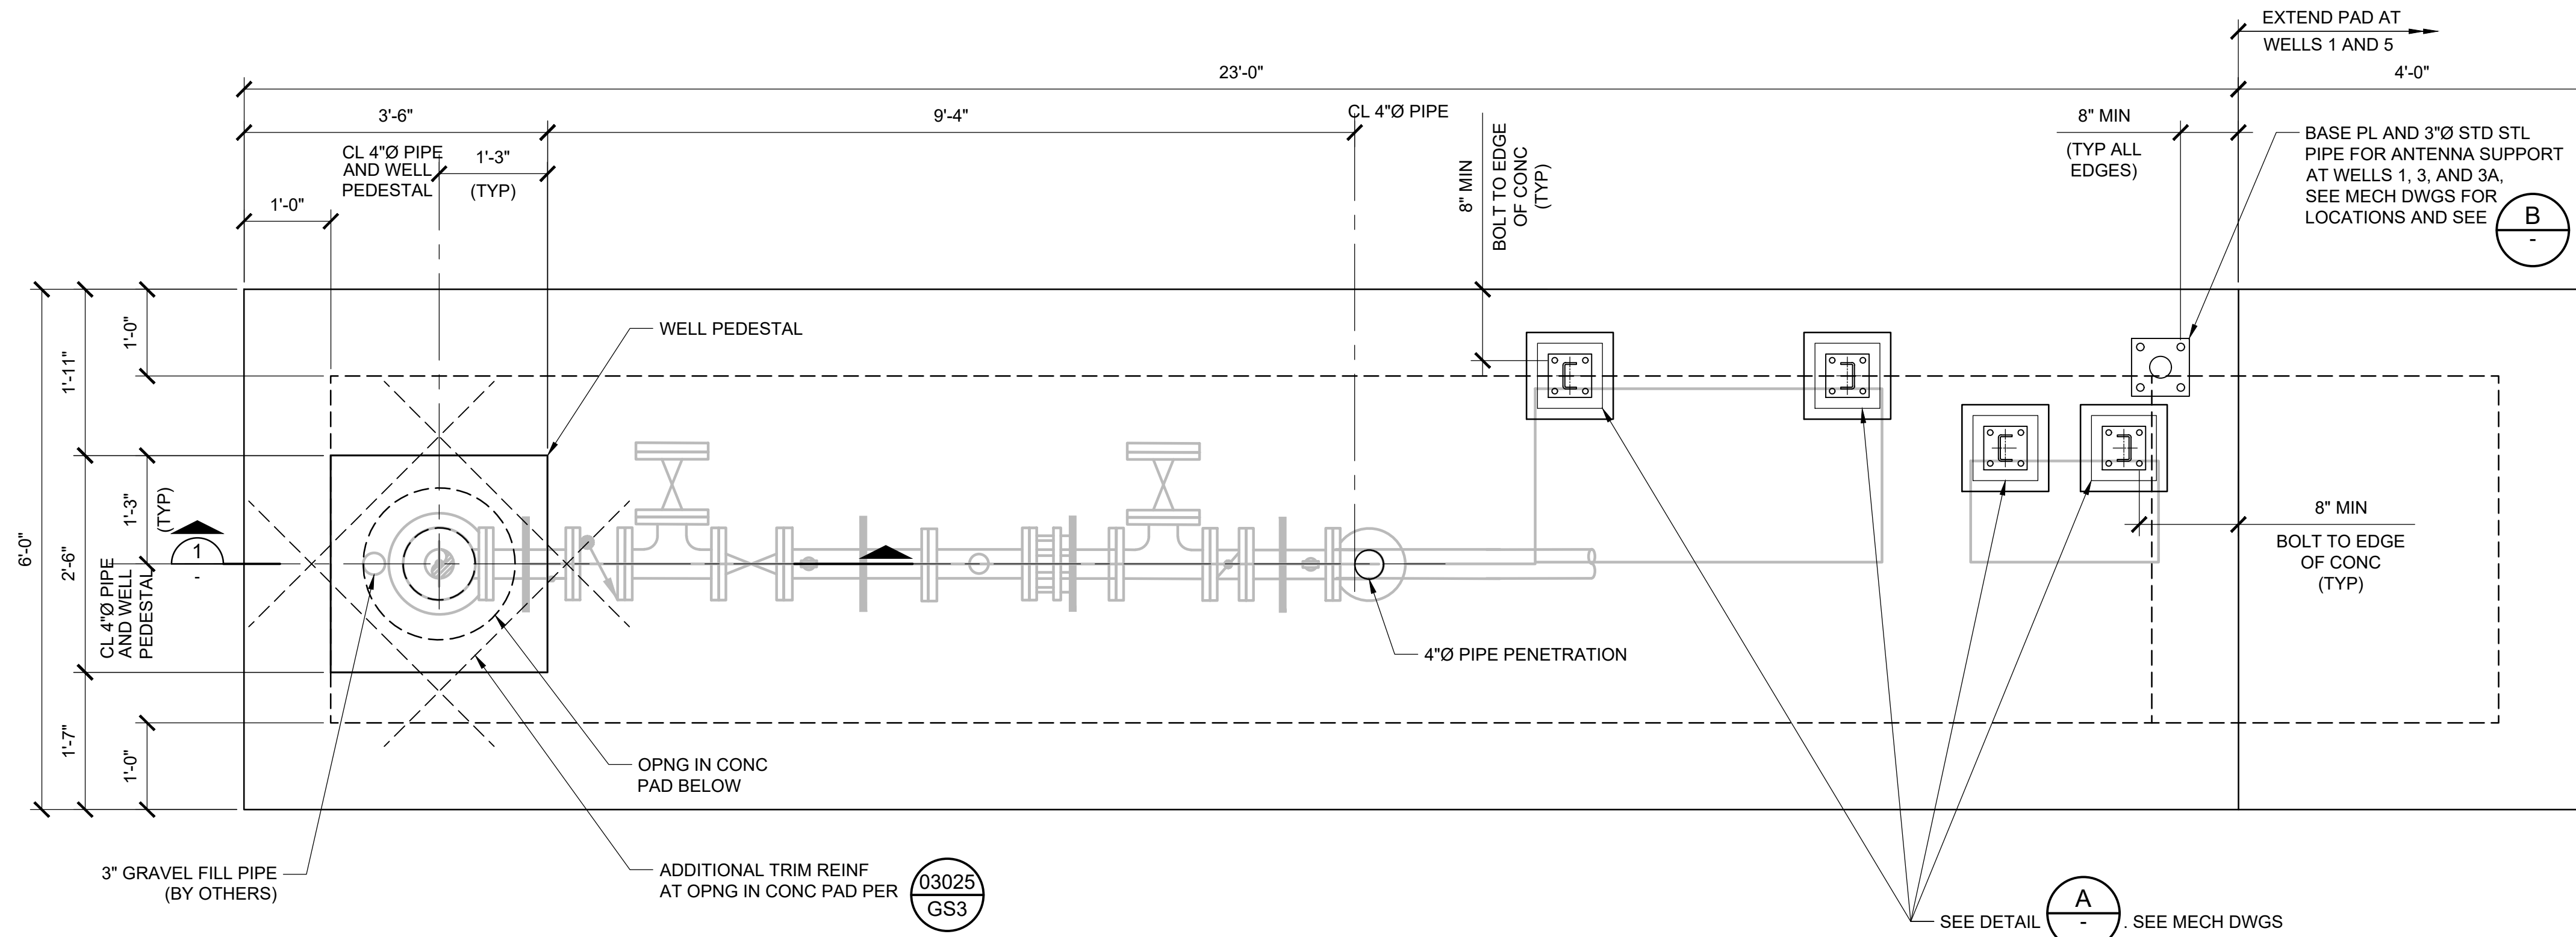 EXTEND PAD AT
WELLS 1 AND 5
23'-0"
4'-0"
3'-6"
9'-4"
CL 4"Ø PIPE
8" MIN
(TYP ALL
EDGES)
BASE PL AND 3"Ø STD STL
PIPE FOR ANTENNA SUPPORT
AT WELLS 1, 3, AND 3A,
SEE MECH DWGS FOR
LOCATIONS AND SEE
B
-
CL 4"Ø PIPE
AND WELL
PEDESTAL
1'-3"
(TYP)
1'-0"
8" MIN
BOLT TO EDGE
OF CONC
(TYP)
WELL PEDESTAL
6'-0"
1'-11"
1'-0"
2'-6"
1'-3"
(TYP)
1
-
CL 4"Ø PIPE
AND WELL
PEDESTAL
1'-7"
1'-0"
8" MIN
BOLT TO EDGE
OF CONC
(TYP)
4"Ø PIPE PENETRATION
OPNG IN CONC
PAD BELOW
3" GRAVEL FILL PIPE
(BY OTHERS)
ADDITIONAL TRIM REINF
AT OPNG IN CONC PAD PER
03025
GS3
SEE DETAIL
A
-
. SEE MECH DWGS